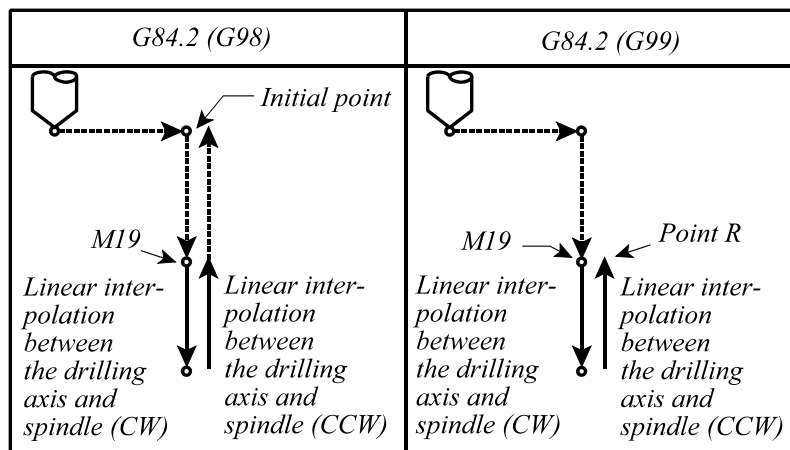 G84.2 (G98)
G84.2 (G99)
Initial point
M19
Linear inter-
polation
between
the drilling
axis and
spindle (CW)
Linear inter-
polation
between
the drilling
axis and
spindle (CCW)
M19
Point R
Linear inter-
polation
between
the drilling
axis and
spindle (CW)
Linear inter-
polation
between
the drilling
axis and
spindle (CCW)